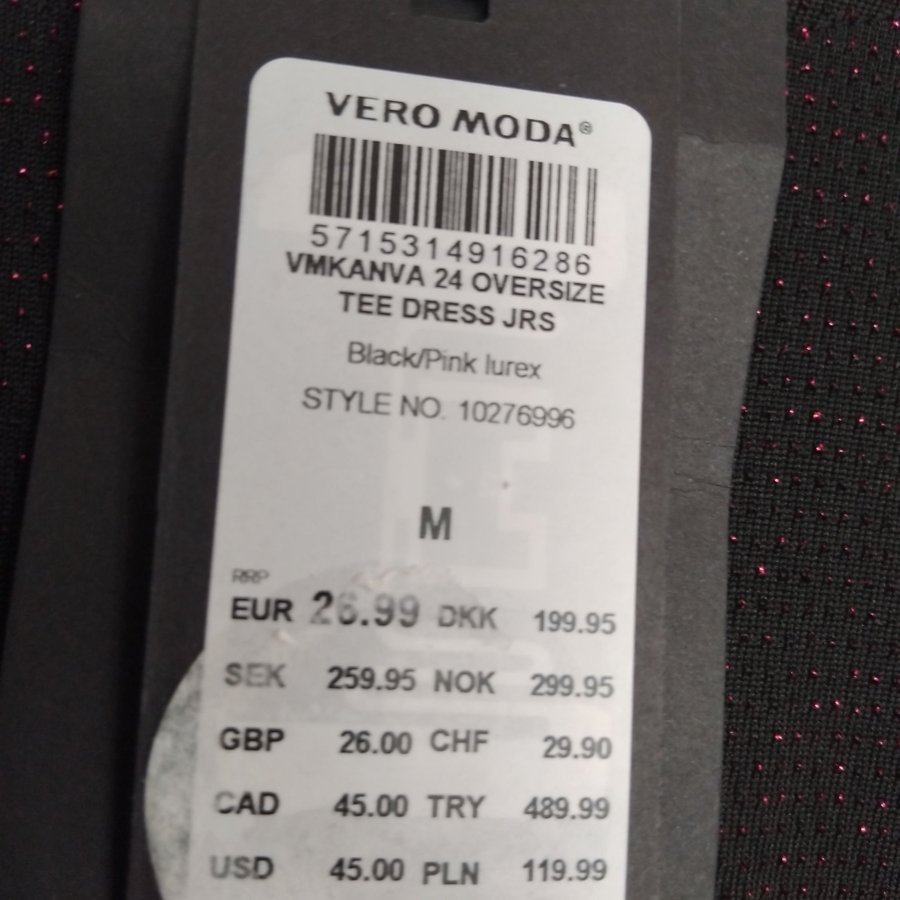 VERO MODA®
5715314916286
VMKANVA 24 OVERSIZE
TEE DRESS JRS
Black/Pink lurex
STYLE NO. 10276996
M
RRP
EUR 26.99 DKK 199.95
SEK 259.95 NOK 299.95
GBP 26.00 CHF 29.90
CAD 45.00 TRY 489.99
USD 45.00 PLN 119.99